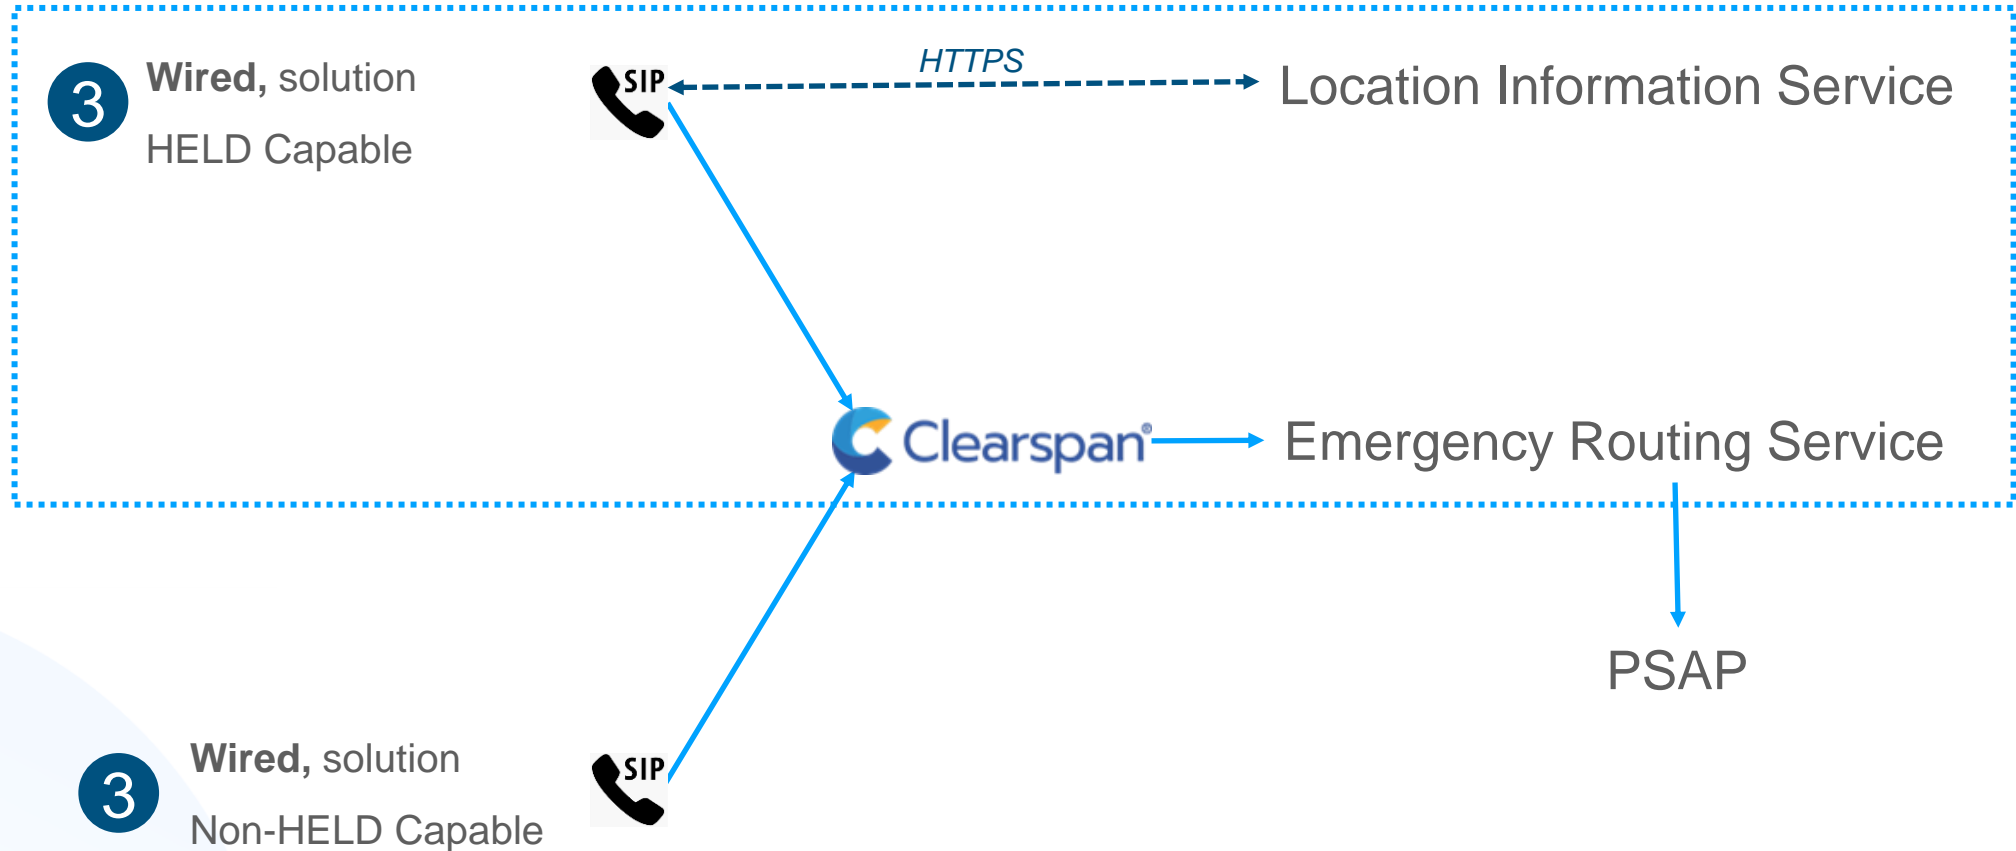 3
Wired, solution
HELD Capable
SIP
HTTPS
Location Information Service
Clearspan®
Emergency Routing Service
PSAP
3
Wired, solution
Non-HELD Capable
SIP